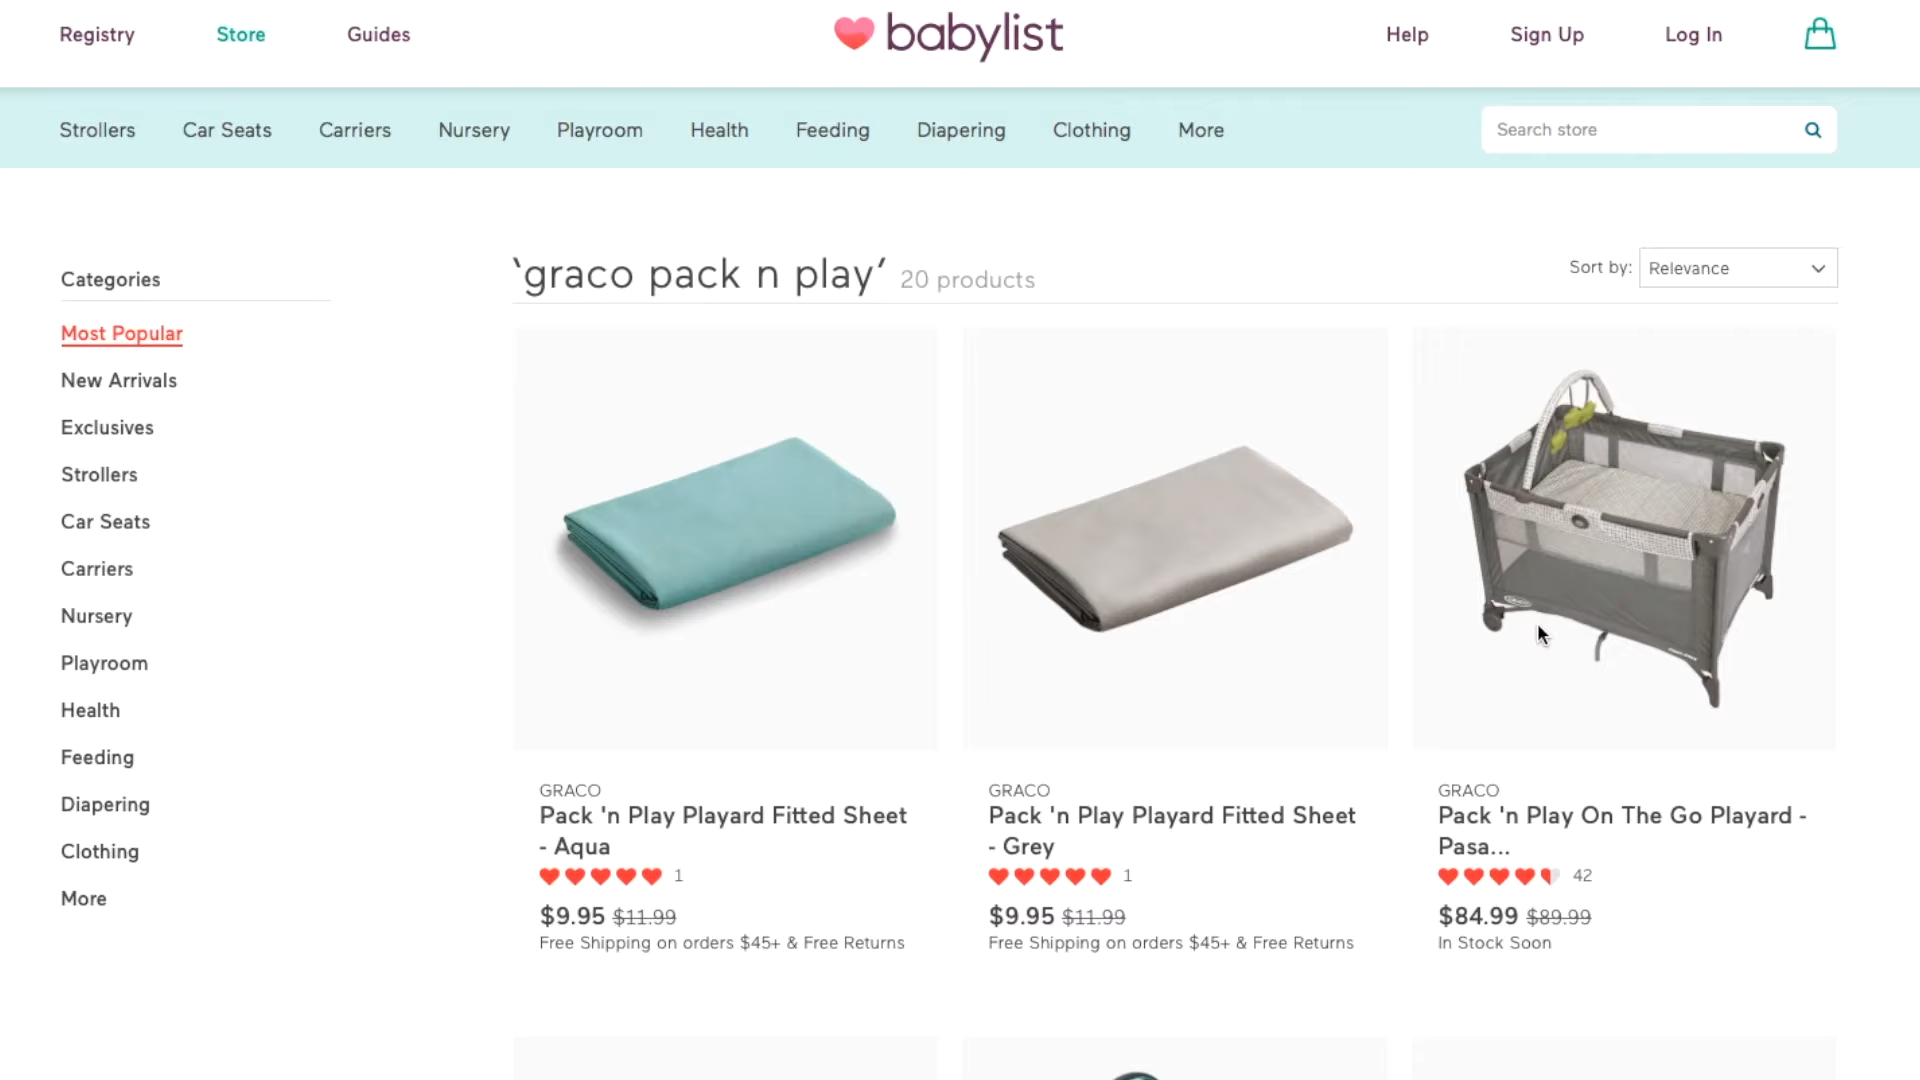 Registry Store Guides babylist Help Sign Up Log In
Strollers Car Seats Carriers Nursery Playroom Health Feeding Diapering Clothing More Search store
Categories
Most Popular
New Arrivals
Exclusives
Strollers
Car Seats
Carriers
Nursery
Playroom
Health
Feeding
Diapering
Clothing
More
‘graco pack n play’ 20 products
Sort by: Relevance
GRACO
Pack 'n Play Playard Fitted Sheet
- Aqua
1
$9.95 $11.99
Free Shipping on orders $45+ & Free Returns
GRACO
Pack 'n Play Playard Fitted Sheet
- Grey
1
$9.95 $11.99
Free Shipping on orders $45+ & Free Returns
GRACO
Pack 'n Play On The Go Playard -
Pasa...
42
$84.99 $89.99
In Stock Soon